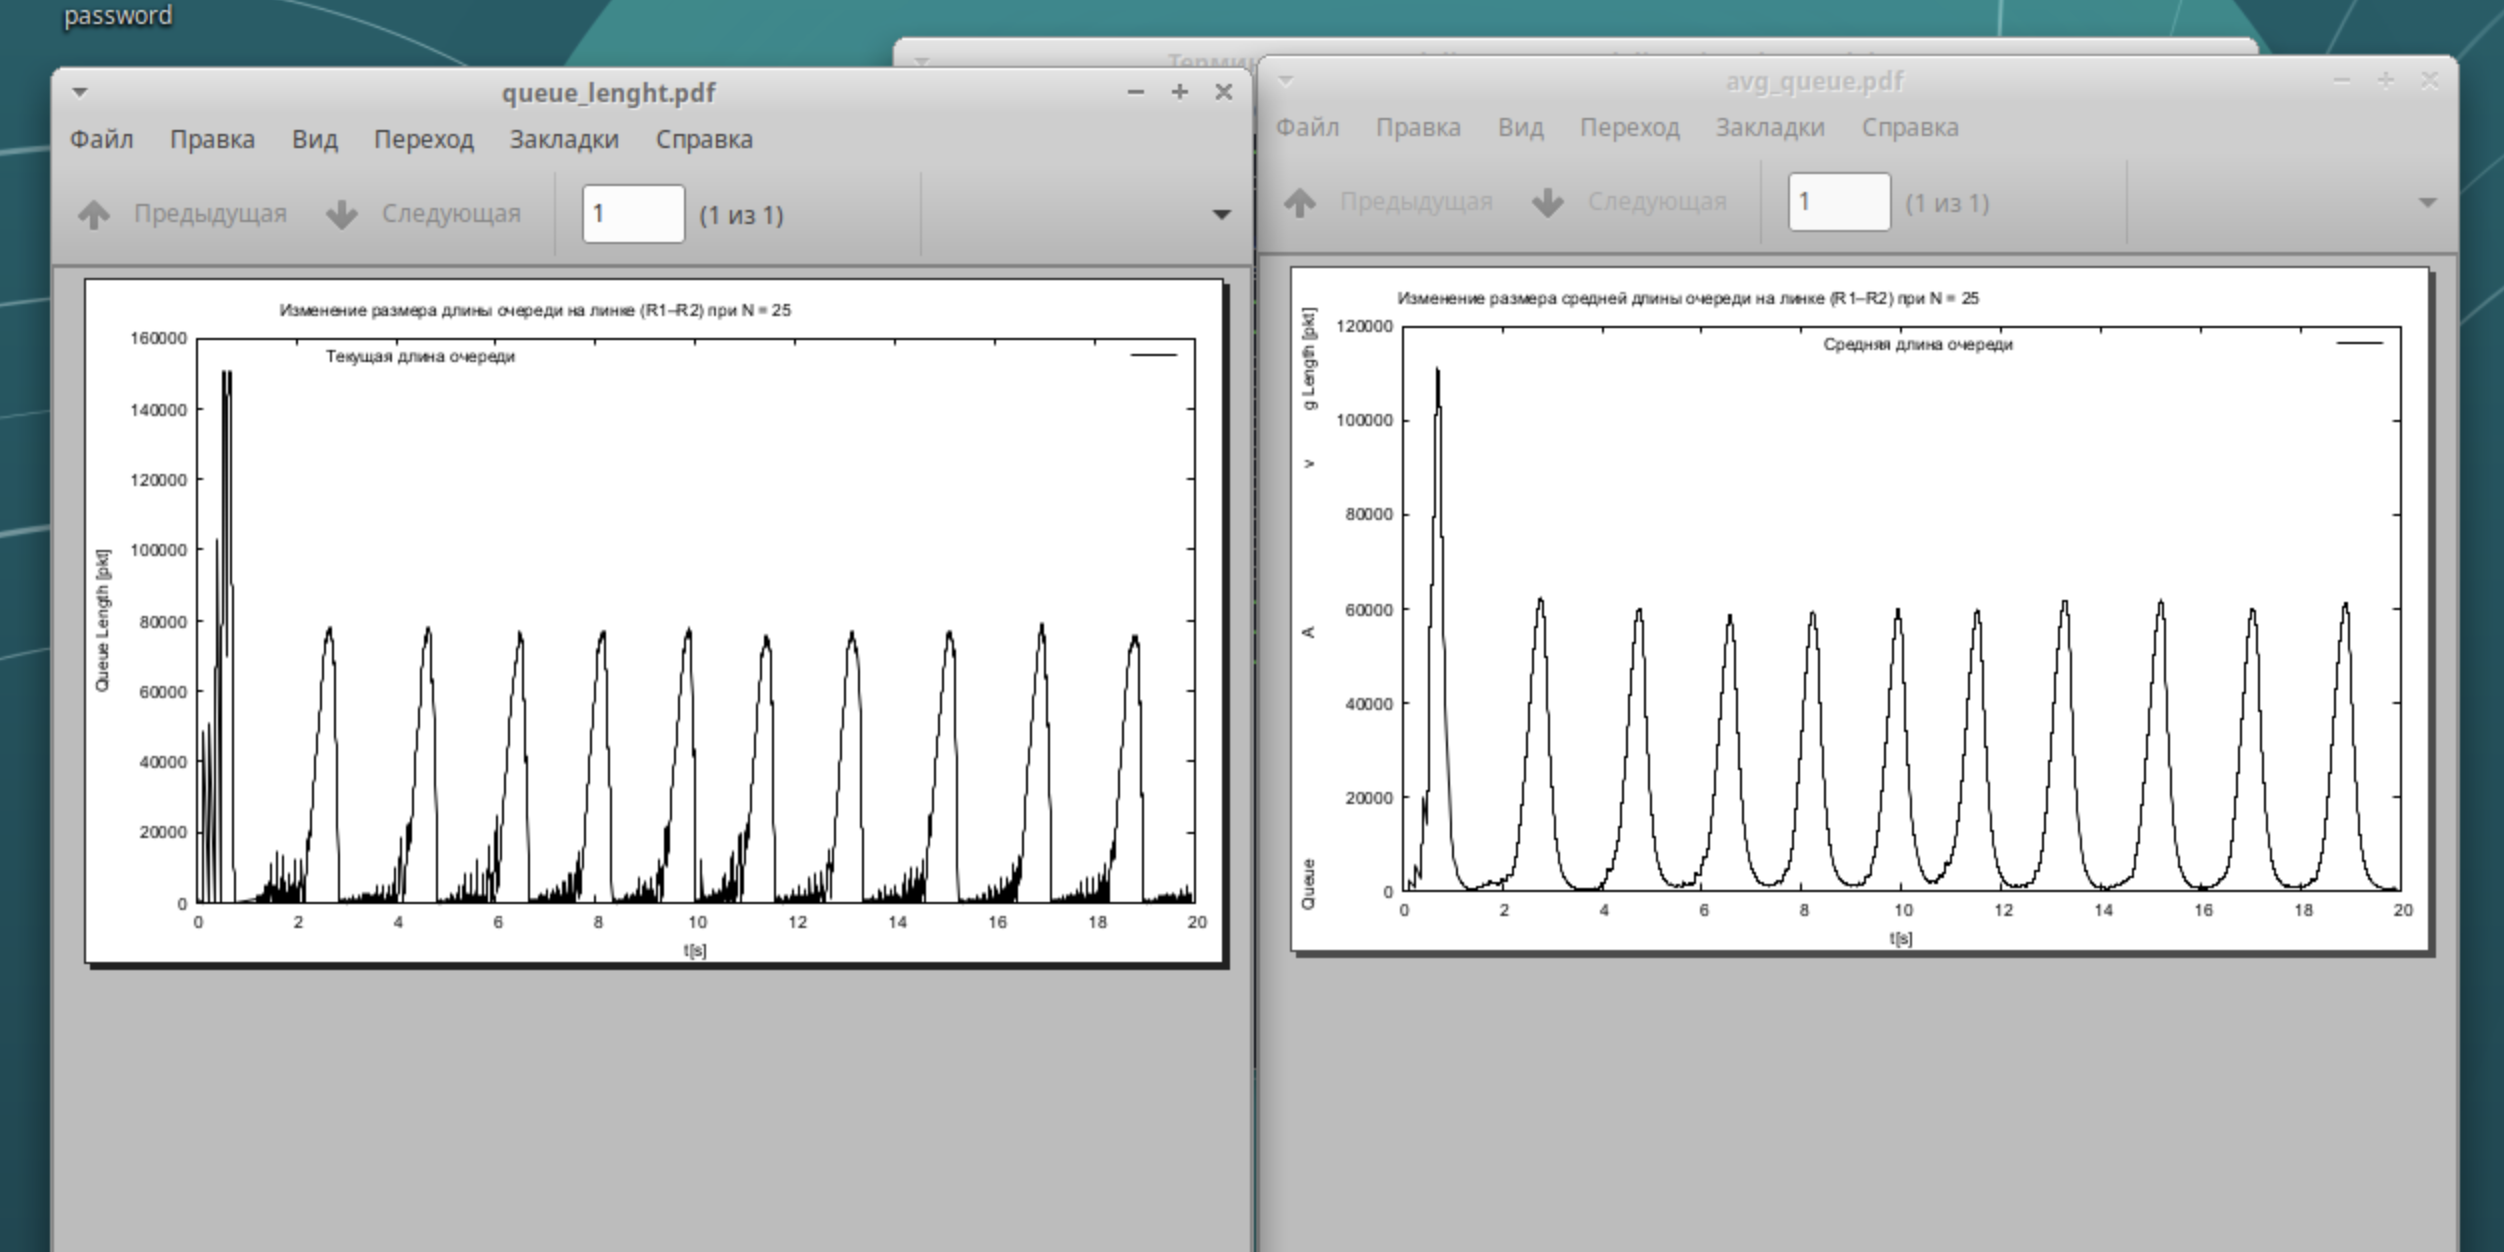 password
Термин
queue_lenght.pdf
Файл Правка Вид Переход Закладки Справка
Предыдущая Следующая 1 (1 из 1)
Изменение размера длины очереди на линке (R1–R2) при N = 25
Текущая длина очереди
Queue Length [pkt]
160000
140000
120000
100000
80000
60000
40000
20000
0
0 2 4 6 8 10 12 14 16 18 20
t[s]
avg_queue.pdf
Файл Правка Вид Переход Закладки Справка
Предыдущая Следующая 1 (1 из 1)
Изменение размера средней длины очереди на линке (R1–R2) при N = 25
Средняя длина очереди
Queue A v g Length [pkt]
120000
100000
80000
60000
40000
20000
0
0 2 4 6 8 10 12 14 16 18 20
t[s]